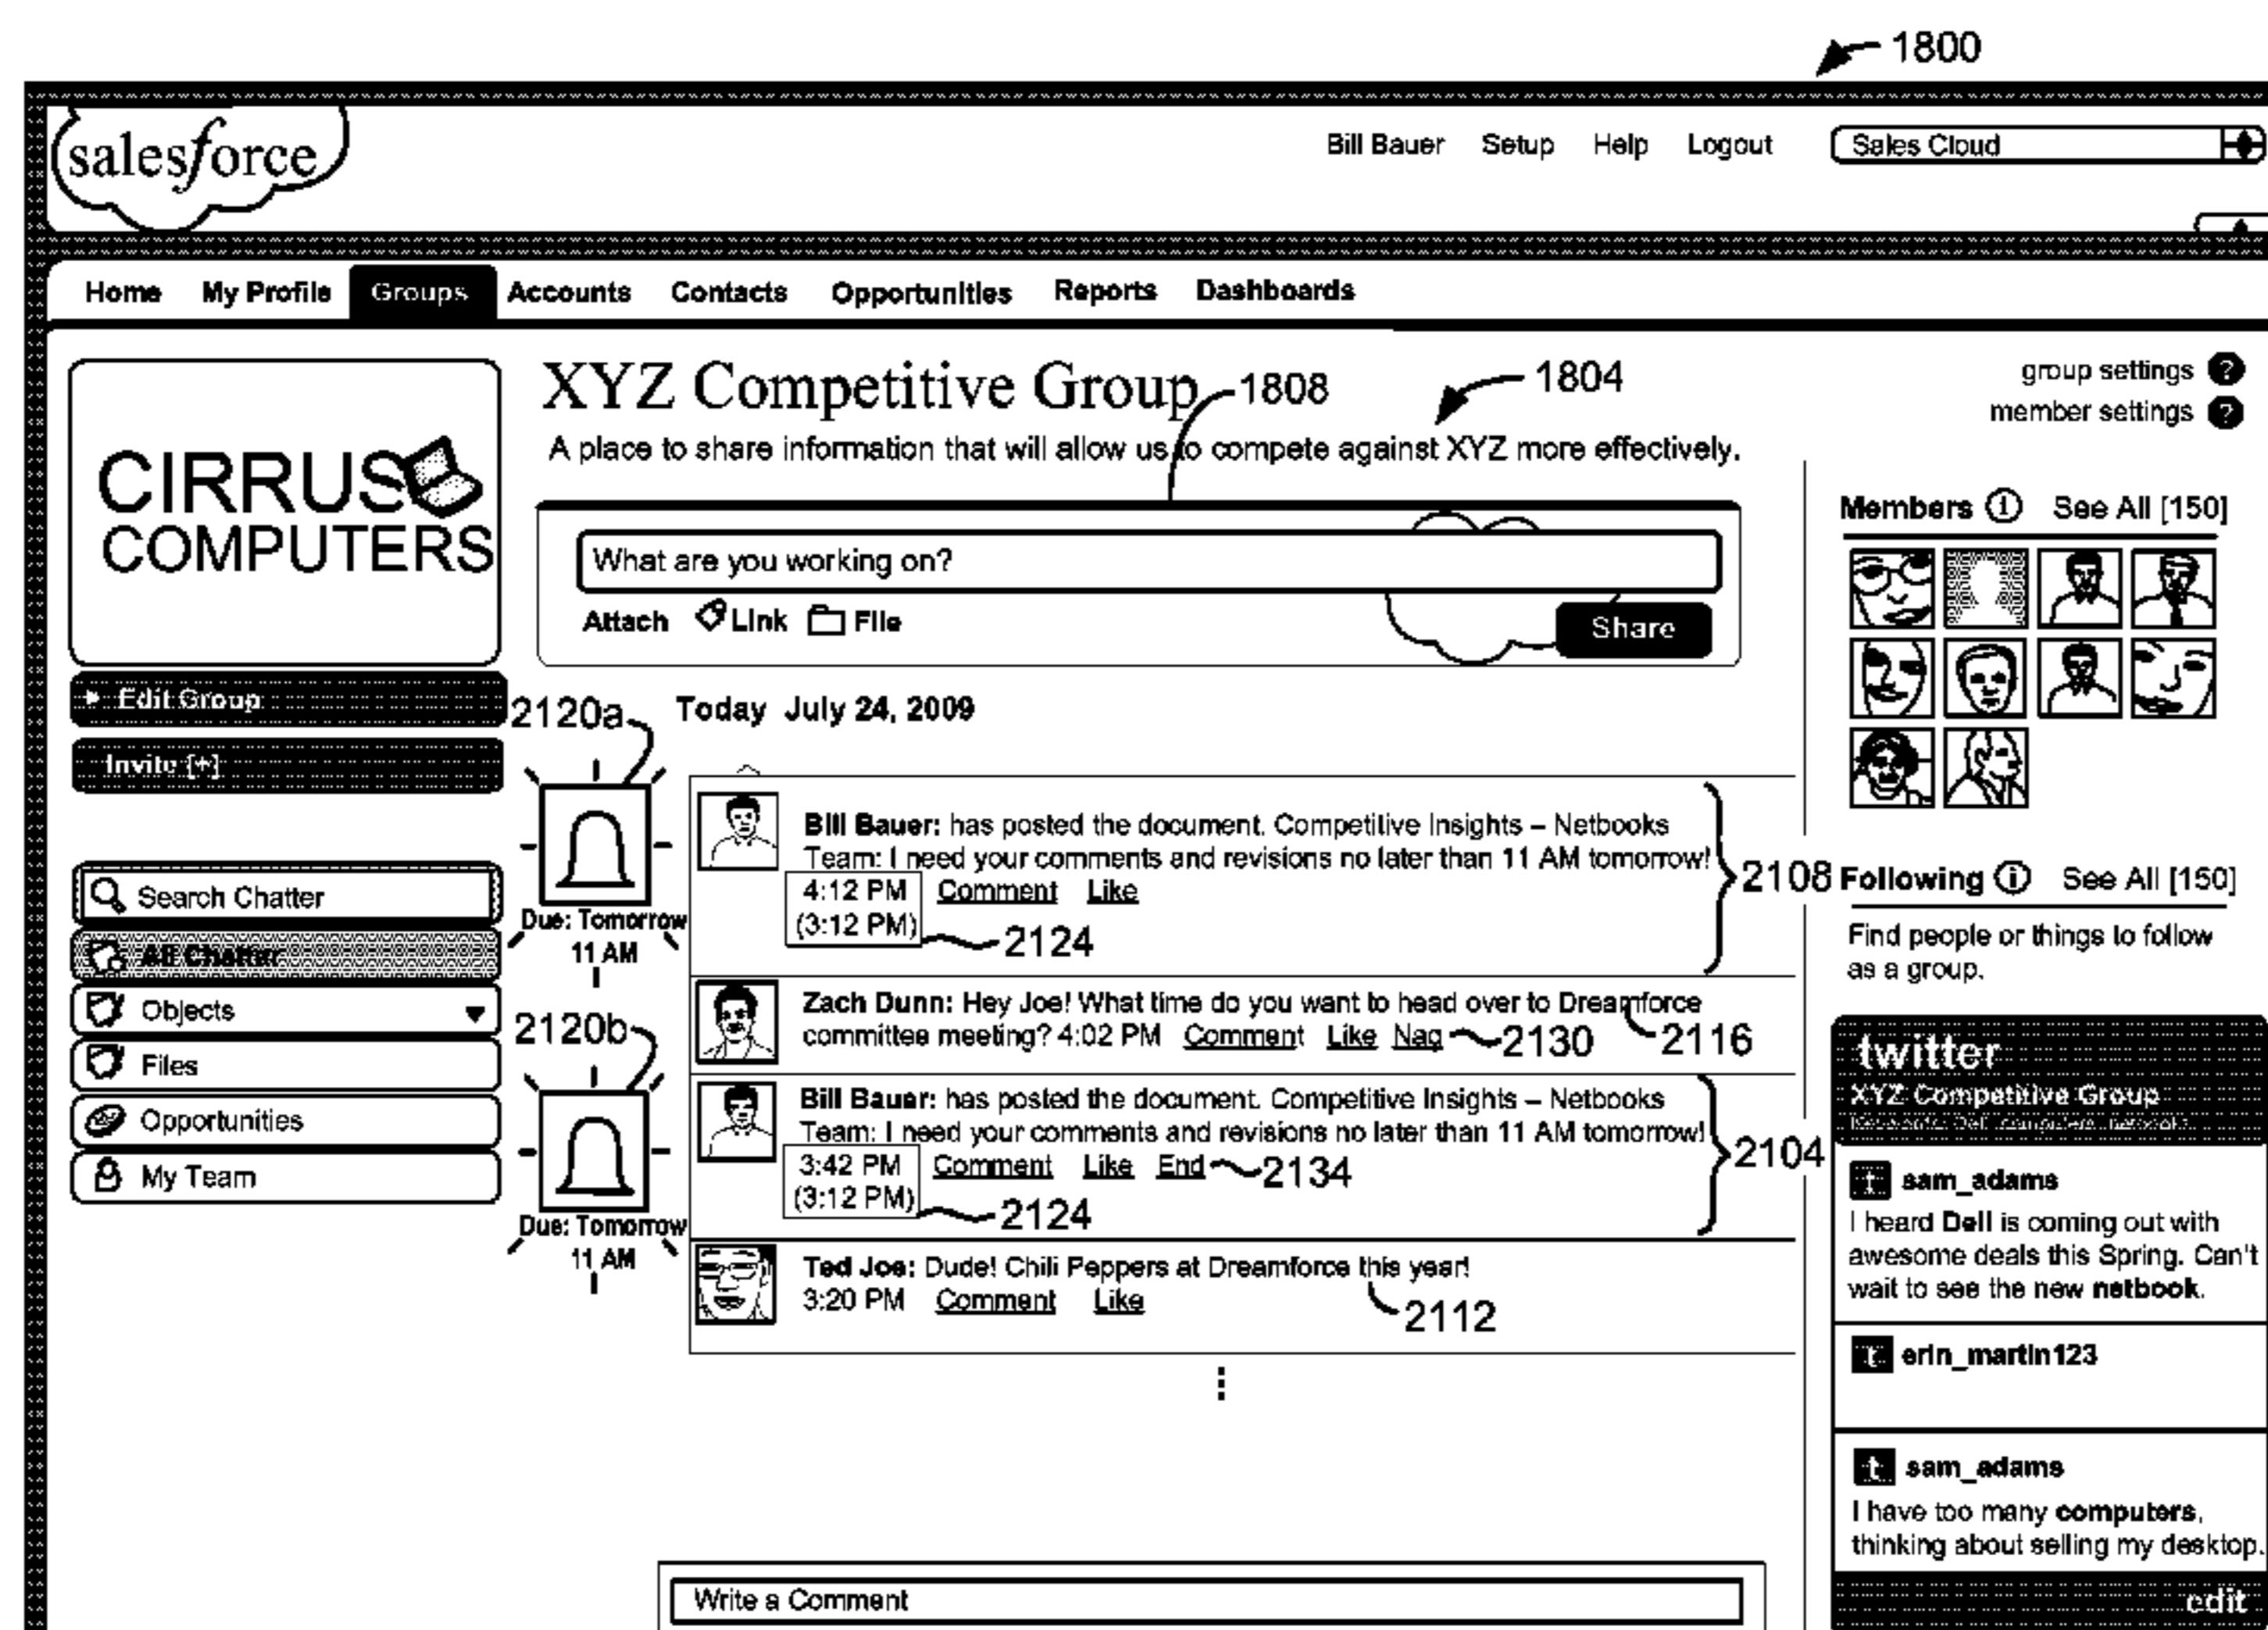 1800
salesforce
Bill Bauer Setup Help Logout Sales Cloud
Home My Profile Groups Accounts Contacts Opportunities Reports Dashboards
CIRRUS
COMPUTERS
Edit Group
Invite [+]
Search Chatter
All Chatter
Objects
Files
Opportunities
My Team
XYZ Competitive Group 1808 1804
A place to share information that will allow us to compete against XYZ more effectively.
What are you working on?
Attach Link File Share
2120a Today July 24, 2009
Due: Tomorrow
11 AM
Bill Bauer: has posted the document. Competitive Insights – Netbooks
Team: I need your comments and revisions no later than 11 AM tomorrow!
4:12 PM Comment Like
(3:12 PM) 2124
2108
Zach Dunn: Hey Joe! What time do you want to head over to Dreamforce
committee meeting? 4:02 PM Comment Like Nag 2130 2116
2120b
Due: Tomorrow
11 AM
Bill Bauer: has posted the document. Competitive Insights – Netbooks
Team: I need your comments and revisions no later than 11 AM tomorrow!
3:42 PM Comment Like End 2134
(3:12 PM) 2124
2104
Ted Joe: Dude! Chili Peppers at Dreamforce this year!
3:20 PM Comment Like 2112
Write a Comment
group settings ?
member settings ?
Members i See All [150]
Following i See All [150]
Find people or things to follow
as a group.
twitter
XYZ Competitive Group
t sam_adams
I heard Dell is coming out with
awesome deals this Spring. Can't
wait to see the new netbook.
t erin_martin123
t sam_adams
I have too many computers,
thinking about selling my desktop.
edit